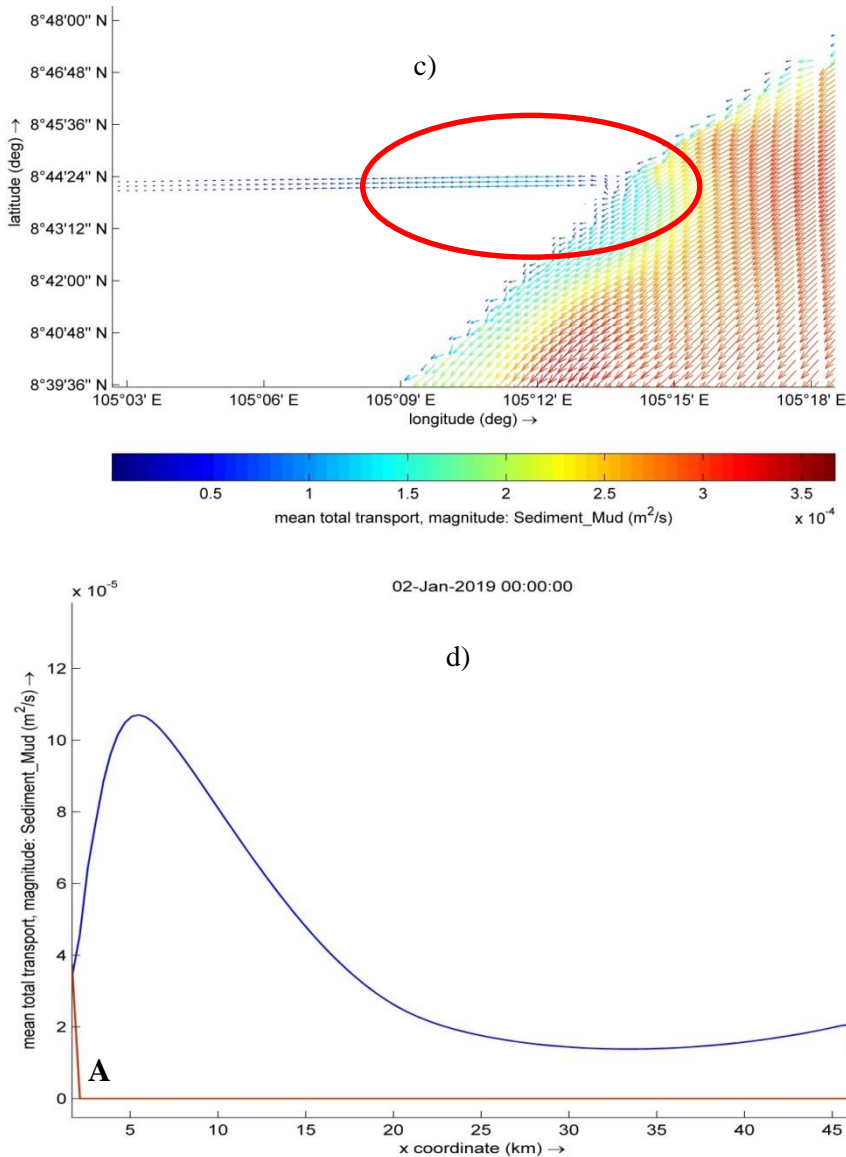 c)
8°48'00" N
8°46'48" N
8°45'36" N
8°44'24" N
8°43'12" N
8°42'00" N
8°40'48" N
8°39'36" N
latitude (deg) →
105°03' E 105°06' E 105°09' E 105°12' E 105°15' E 105°18' E
longitude (deg) →
0.5 1 1.5 2 2.5 3 3.5
mean total transport, magnitude: Sediment_Mud (m²/s)
x 10⁻⁴
x 10⁻⁵
02-Jan-2019 00:00:00
d)
mean total transport, magnitude: Sediment_Mud (m²/s) →
12
10
8
6
4
2
0
A
5 10 15 20 25 30 35 40 45
x coordinate (km) →